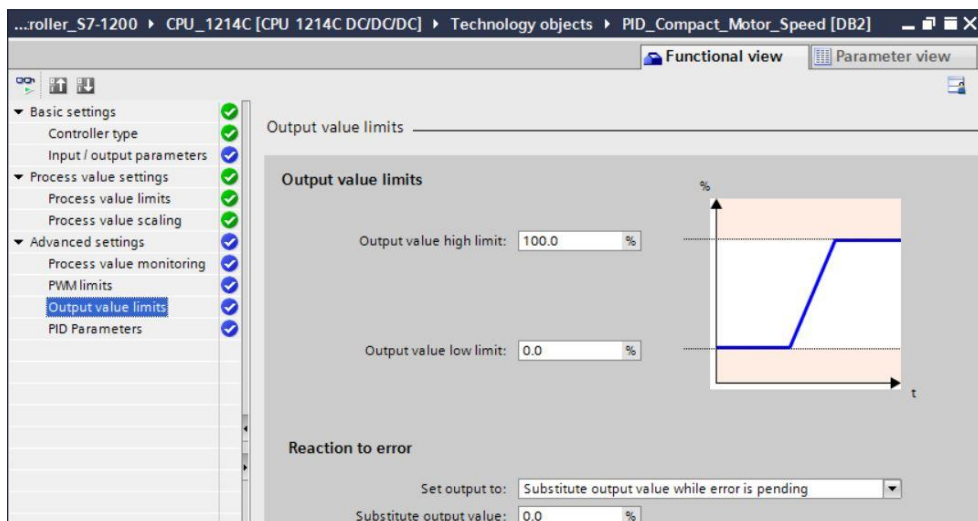 ...roller_S7-1200 ▸ CPU_1214C [CPU 1214C DC/DC/DC] ▸ Technology objects ▸ PID_Compact_Motor_Speed [DB2]
Functional view
Parameter view
Basic settings
Controller type
Input / output parameters
Process value settings
Process value limits
Process value scaling
Advanced settings
Process value monitoring
PWM limits
Output value limits
PID Parameters
Output value limits
Output value limits
%
Output value high limit: 100.0 %
Output value low limit: 0.0 %
t
Reaction to error
Set output to: Substitute output value while error is pending
Substitute output value: 0.0 %